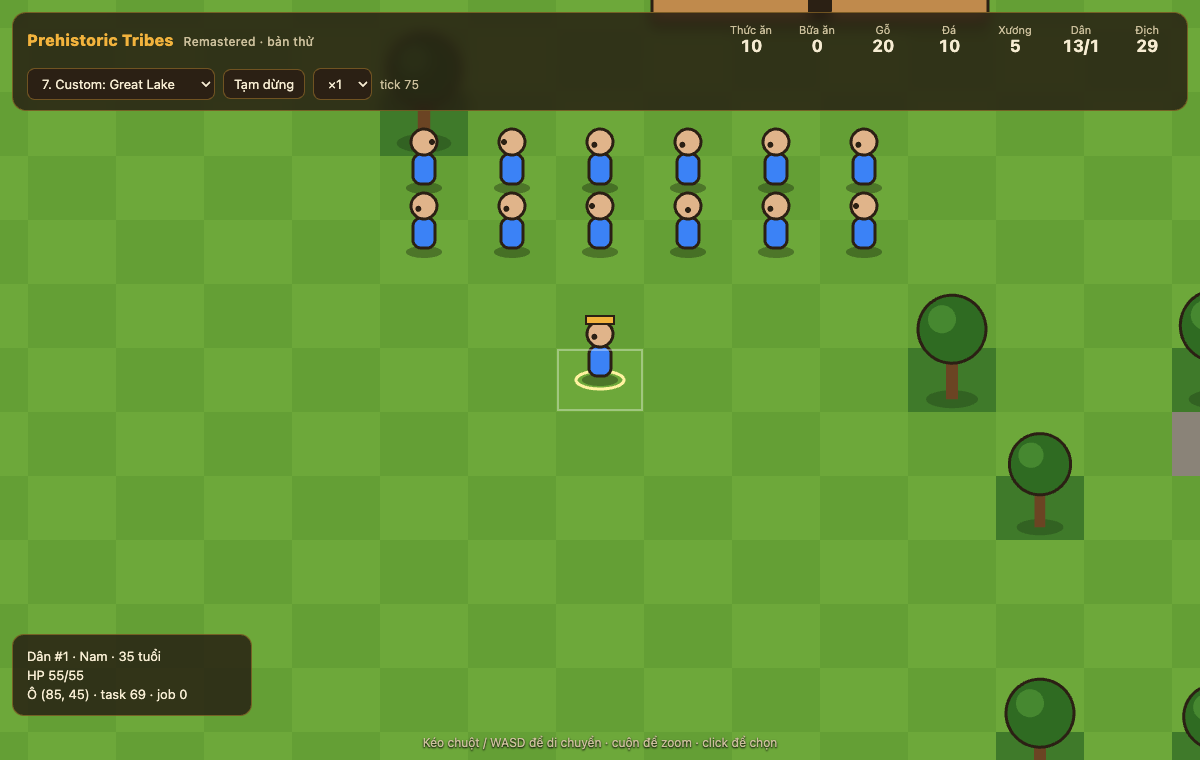 Prehistoric Tribes Remastered · bản thử
Thức ăn Bữa ăn Gỗ Đá Xương Dân Địch
10 0 20 10 5 13/1 29
7. Custom: Great Lake Tạm dừng ×1 tick 75
Dân #1 · Nam · 35 tuổi
HP 55/55
Ô (85, 45) · task 69 · job 0
Kéo chuột / WASD để di chuyển · cuộn để zoom · click để chọn